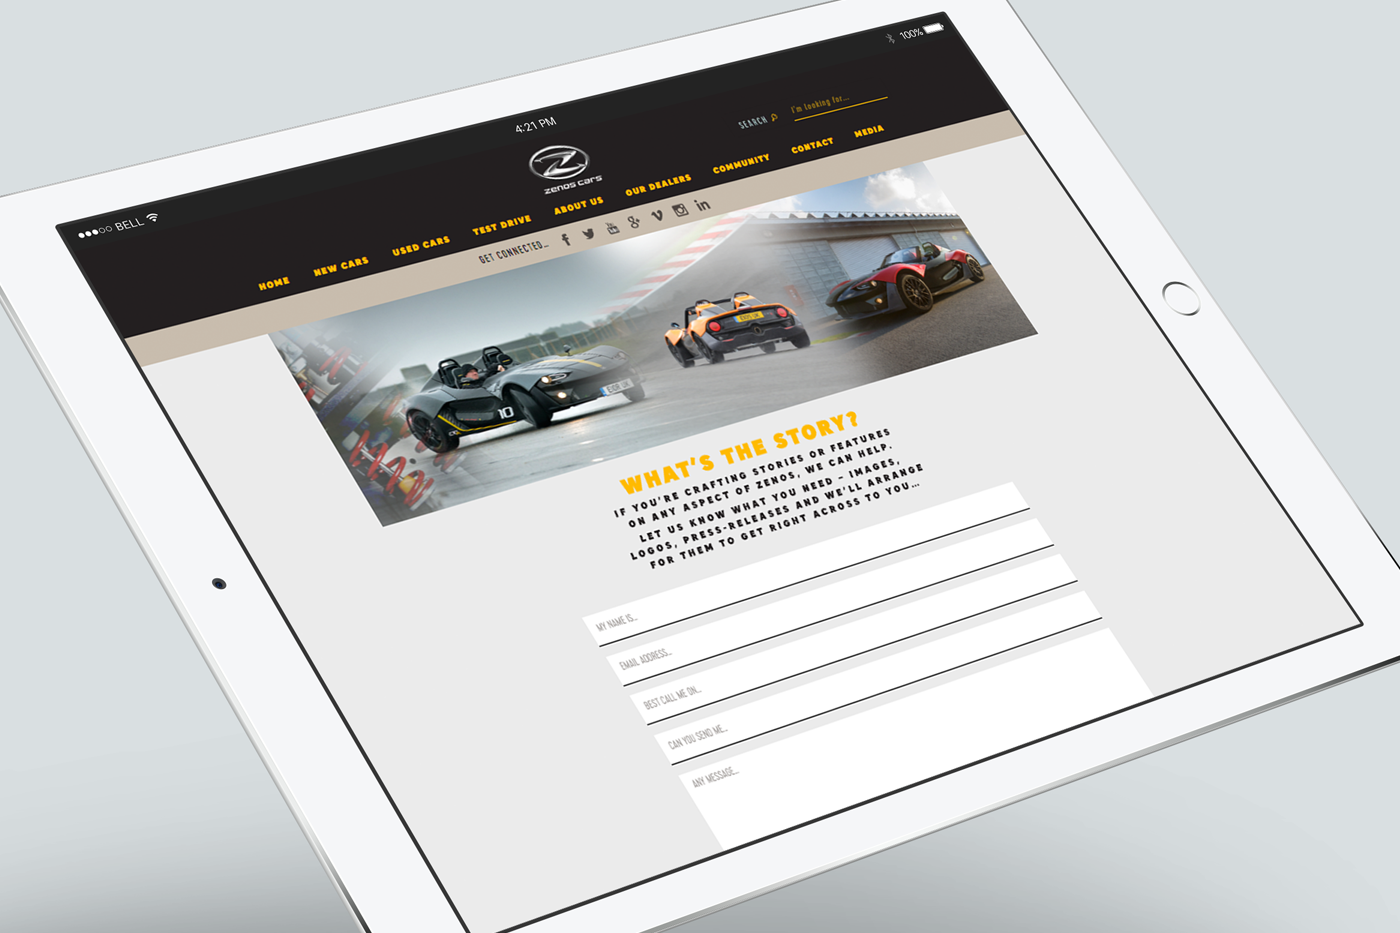 BELL
4:21 PM
100%
SEARCH
I'm looking for...
zenos cars
HOME
NEW CARS
USED CARS
TEST DRIVE
ABOUT US
OUR DEALERS
COMMUNITY
CONTACT
MEDIA
GET CONNECTED...
10
WHAT'S THE STORY?
IF YOU'RE CRAFTING STORIES OR FEATURES
ON ANY ASPECT OF ZENOS, WE CAN HELP.
LET US KNOW WHAT YOU NEED – IMAGES,
LOGOS, PRESS-RELEASES AND WE'LL ARRANGE
FOR THEM TO GET RIGHT ACROSS TO YOU...
MY NAME IS...
EMAIL ADDRESS...
BEST CALL ME ON...
CAN YOU SEND ME...
ANY MESSAGE...